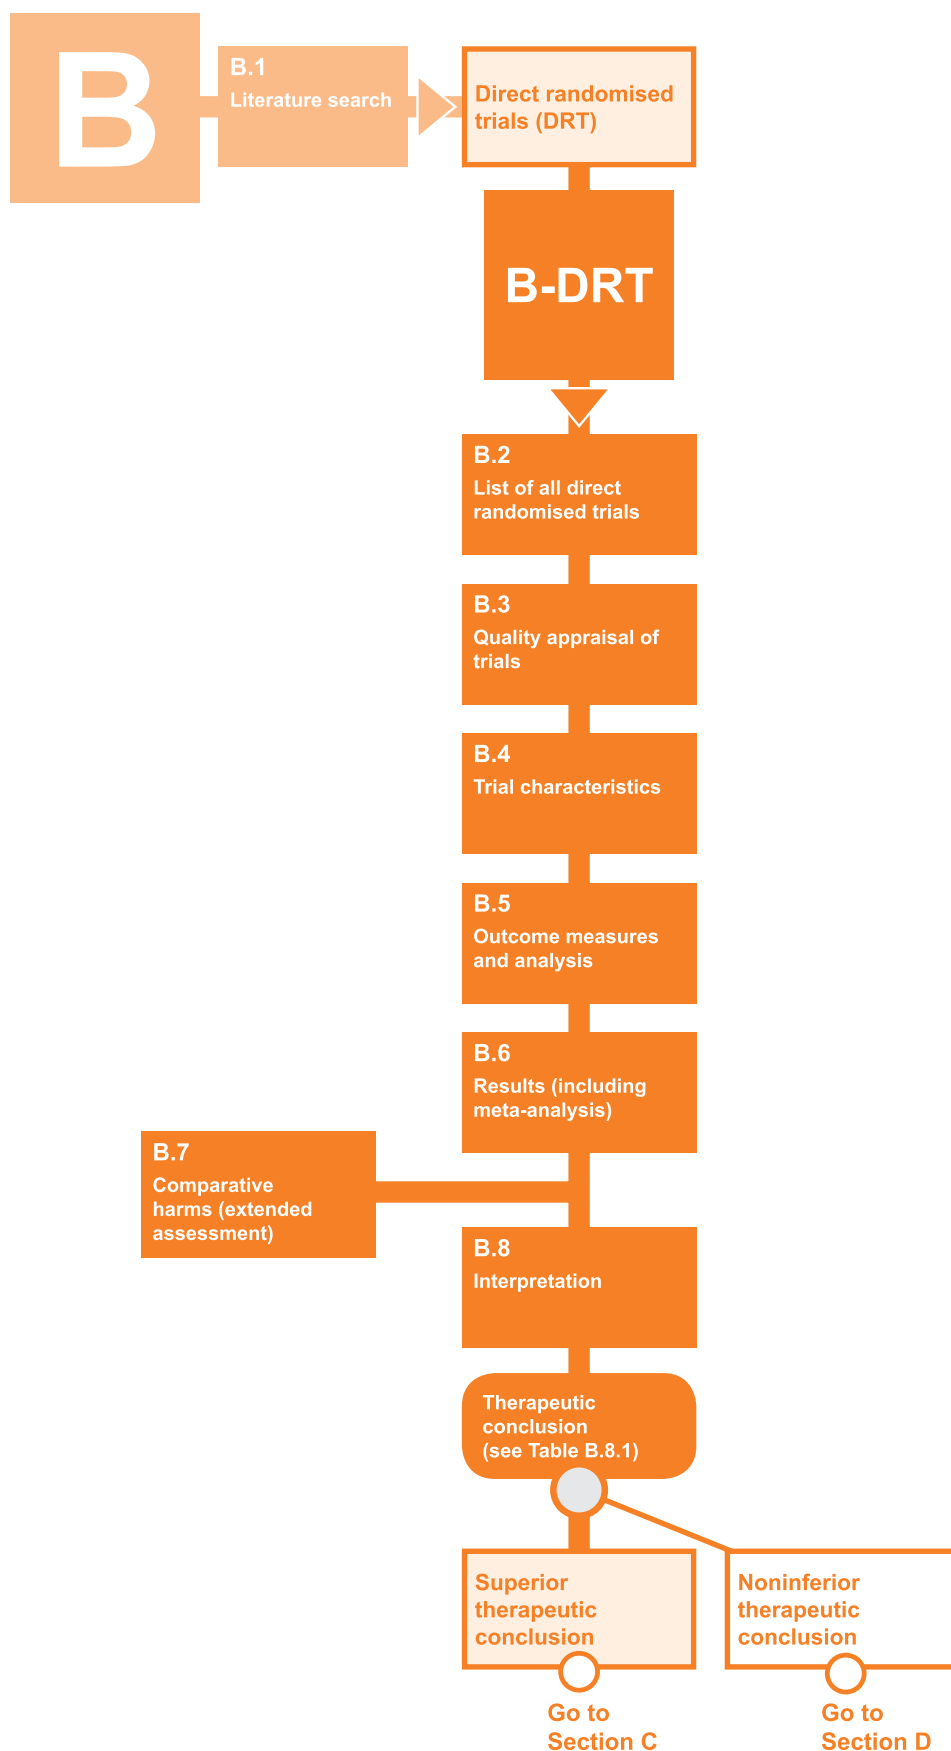 B
B.1
Literature search
Direct randomised
trials (DRT)
B-DRT
B.2
List of all direct
randomised trials
B.3
Quality appraisal of
trials
B.4
Trial characteristics
B.5
Outcome measures
and analysis
B.6
Results (including
meta-analysis)
B.7
Comparative
harms (extended
assessment)
B.8
Interpretation
Therapeutic
conclusion
(see Table B.8.1)
Superior
therapeutic
conclusion
Noninferior
therapeutic
conclusion
Go to
Section C
Go to
Section D